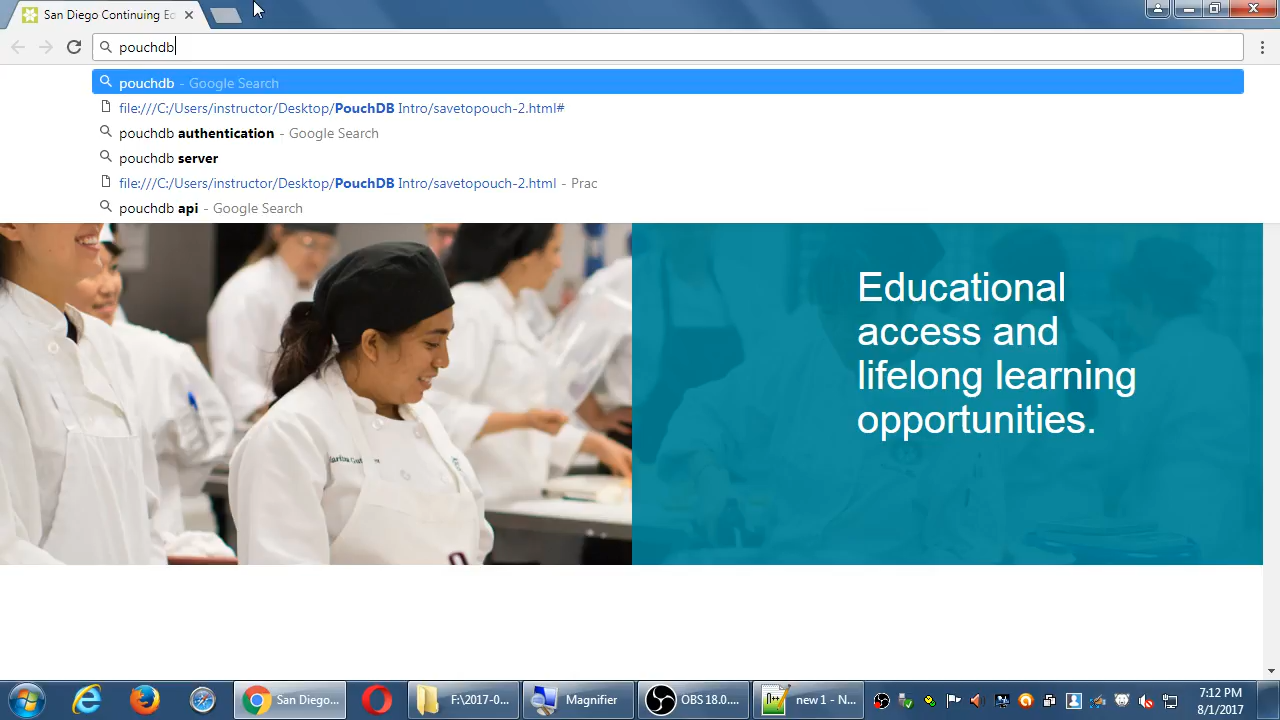 San Diego Continuing Ed
pouchdb
pouchdb - Google Search
file:///C:/Users/instructor/Desktop/PouchDB Intro/savetopouch-2.html#
pouchdb authentication - Google Search
pouchdb server
file:///C:/Users/instructor/Desktop/PouchDB Intro/savetopouch-2.html - Prac
pouchdb api - Google Search
Educational
access and
lifelong learning
opportunities.
San Diego...
F:\2017-0...
Magnifier
OBS 18.0....
new 1 - N...
7:12 PM
8/1/2017